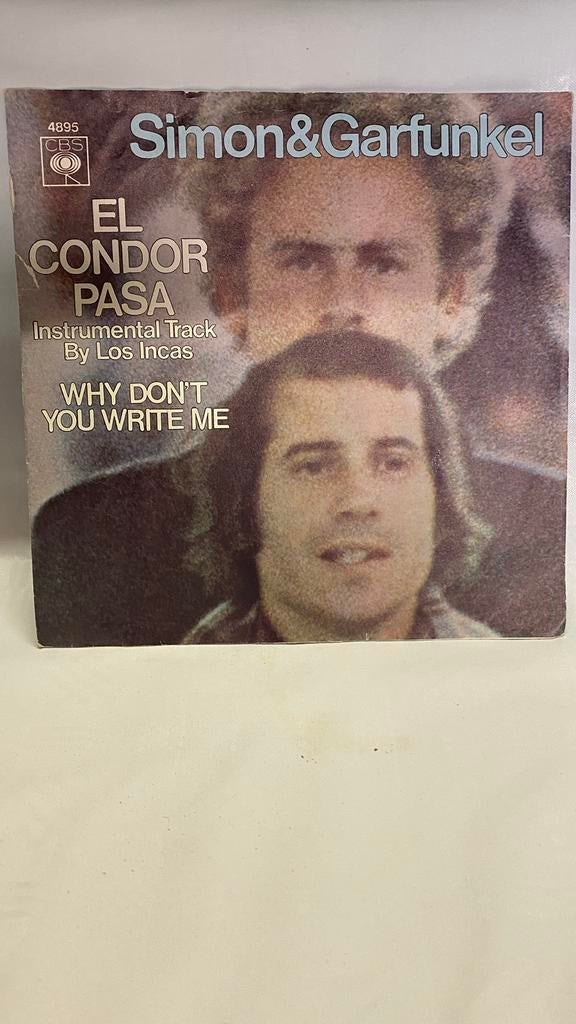 4895
CBS
Simon&Garfunkel
EL
CONDOR
PASA
Instrumental Track
By Los Incas
WHY DON'T
YOU WRITE ME